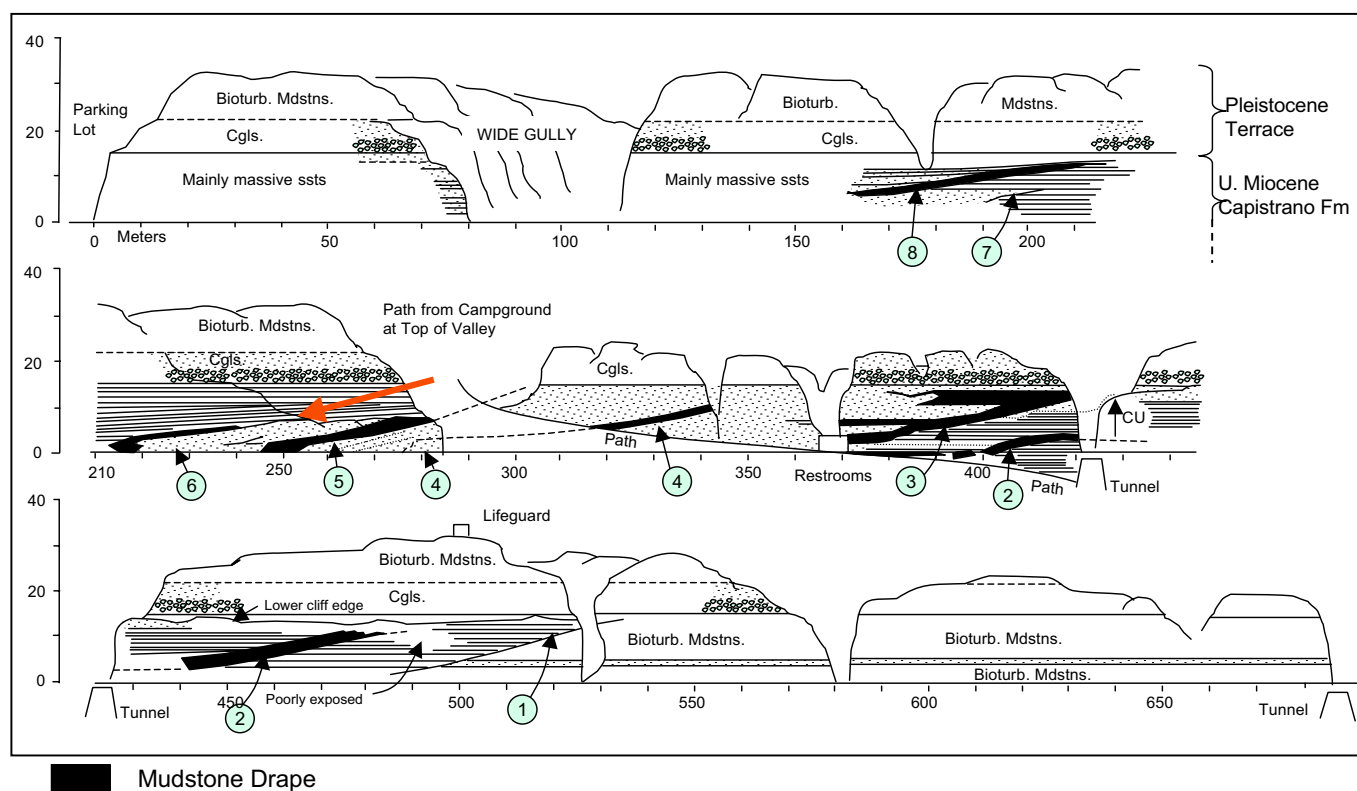 40
20
0
Parking
Lot
Bioturb. Mdstns.
Cgls.
Mainly massive ssts
WIDE GULLY
Bioturb.
Mdstns.
Cgls.
Mainly massive ssts
8
7
0
Meters
50
100
150
200
Pleistocene
Terrace
U. Miocene
Capistrano Fm
40
20
0
Bioturb. Mdstns.
Cgls.
Path from Campground
at Top of Valley
Cgls.
Path
CU
210
250
300
350
400
Restrooms
Path
Tunnel
6
5
4
4
3
2
Lifeguard
40
20
0
Bioturb. Mdstns.
Cgls.
Lower cliff edge
Bioturb. Mdstns.
Bioturb. Mdstns.
Bioturb. Mdstns.
Tunnel
450
Poorly exposed
500
550
600
650
Tunnel
2
1
Mudstone Drape